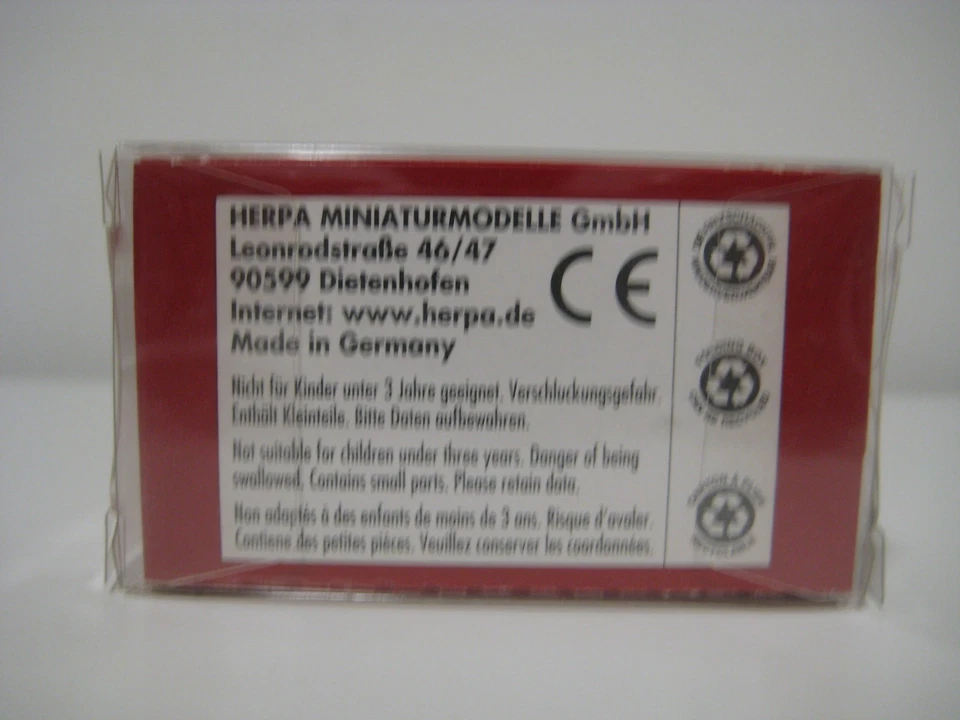 HERPA MINIATURMODELLE GmbH
Leonrodstraße 46/47
90599 Dietenhofen
Internet: www.herpa.de
Made in Germany
CE
Nicht für Kinder unter 3 Jahre geeignet. Verschluckungsgefahr.
Enthält Kleinteile. Bitte Daten aufbewahren.
Not suitable for children under three years. Danger of being
swallowed. Contains small parts. Please retain data.
Non adaptés à des enfants de moins de 3 ans. Risque d'avaler.
Contiene des petites pièces. Veuillez conserver les coordonnées.